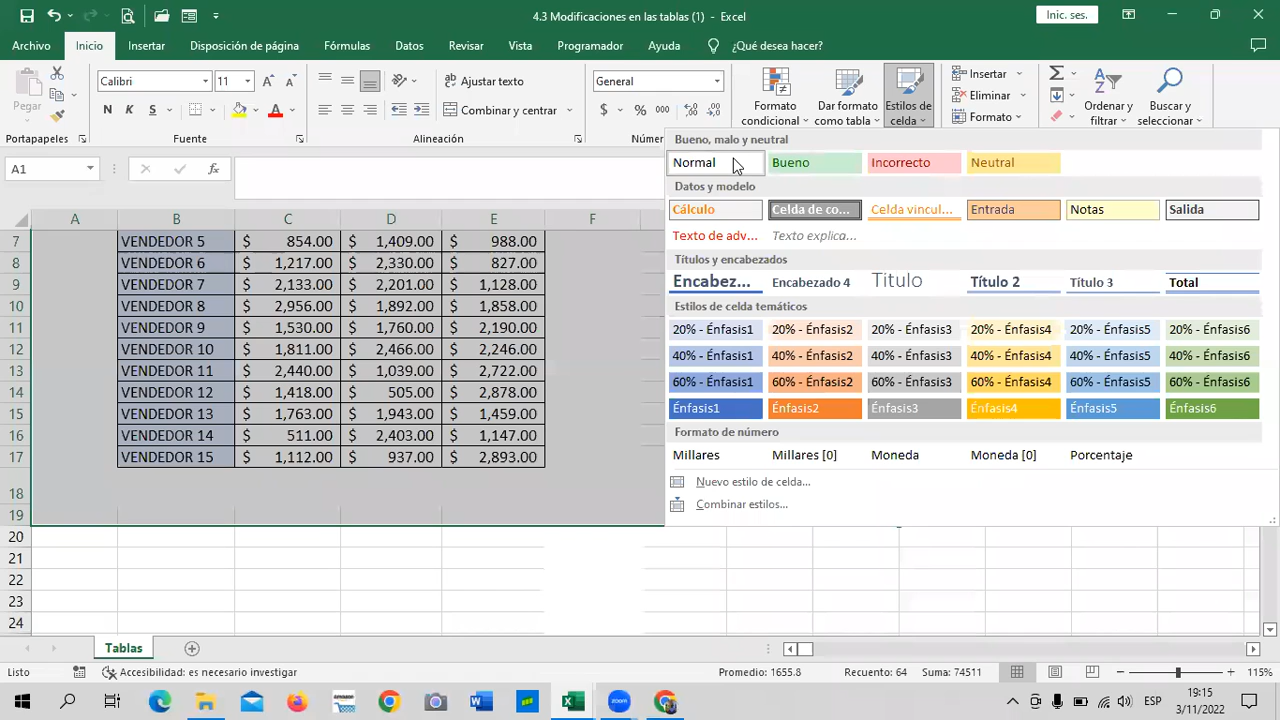 4.3 Modificaciones en las tablas (1) - Excel
Inic. ses.
Archivo Inicio Insertar Disposición de página Fórmulas Datos Revisar Vista Programador Ayuda ¿Qué desea hacer?
Pegar
Calibri 11
N K S
Ajustar texto
Combinar y centrar
General
$ % 000
Formato condicional
Dar formato como tabla
Estilos de celda
Insertar
Eliminar
Formato
Ordenar y filtrar
Buscar y seleccionar
Portapapeles Fuente Alineación
A1
fx
Bueno, malo y neutral
Normal Bueno Incorrecto Neutral
Datos y modelo
Cálculo Celda de co... Celda vincul... Entrada Notas Salida
Texto de adv... Texto explica...
Títulos y encabezados
Encabez... Encabezado 4 Título Título 2 Título 3 Total
Estilos de celda temáticos
20% - Énfasis1 20% - Énfasis2 20% - Énfasis3 20% - Énfasis4 20% - Énfasis5 20% - Énfasis6
40% - Énfasis1 40% - Énfasis2 40% - Énfasis3 40% - Énfasis4 40% - Énfasis5 40% - Énfasis6
60% - Énfasis1 60% - Énfasis2 60% - Énfasis3 60% - Énfasis4 60% - Énfasis5 60% - Énfasis6
Énfasis1 Énfasis2 Énfasis3 Énfasis4 Énfasis5 Énfasis6
Formato de número
Millares Millares [0] Moneda Moneda [0] Porcentaje
Nuevo estilo de celda...
Combinar estilos...
A B C D E F
7 VENDEDOR 5 $ 854.00 $ 1,409.00 $ 988.00
8 VENDEDOR 6 $ 1,217.00 $ 2,330.00 $ 827.00
9 VENDEDOR 7 $ 2,133.00 $ 2,201.00 $ 1,128.00
10 VENDEDOR 8 $ 2,956.00 $ 1,892.00 $ 1,858.00
11 VENDEDOR 9 $ 1,530.00 $ 1,760.00 $ 2,190.00
12 VENDEDOR 10 $ 1,811.00 $ 2,466.00 $ 2,246.00
13 VENDEDOR 11 $ 2,440.00 $ 1,039.00 $ 2,722.00
14 VENDEDOR 12 $ 1,418.00 $ 505.00 $ 2,878.00
15 VENDEDOR 13 $ 1,763.00 $ 1,943.00 $ 1,459.00
16 VENDEDOR 14 $ 511.00 $ 2,403.00 $ 1,147.00
17 VENDEDOR 15 $ 1,112.00 $ 937.00 $ 2,893.00
18
19
20
21
22
23
24
Tablas
Listo Accesibilidad: es necesario investigar Promedio: 1655.8 Recuento: 64 Suma: 74511 115%
zoom
ESP
19:15
3/11/2022